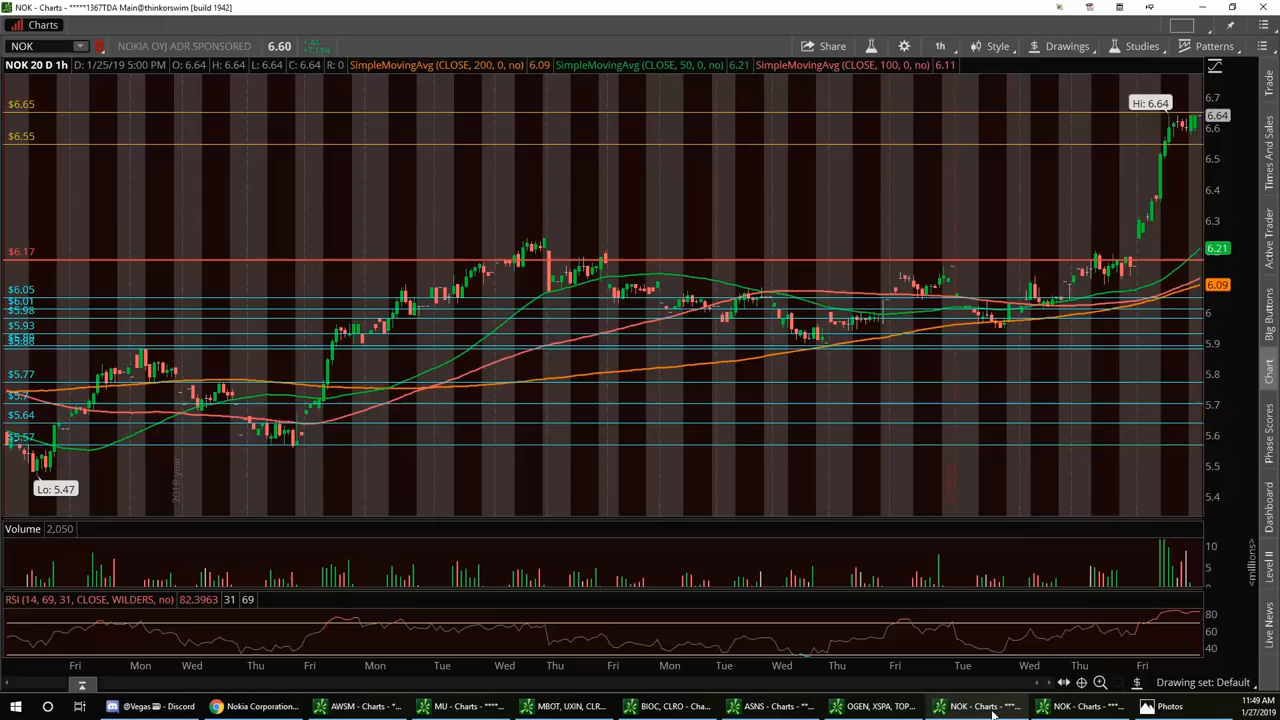 NOK - Charts - *****1367TDA Main@thinkorswim [build 1942]
Charts
NOK
NOKIA OYJ ADR SPONSORED
6.60
Share
1h
Style
Drawings
Studies
Patterns
NOK 20 D 1h
D: 1/25/19 5:00 PM
O: 6.64
H: 6.64
L: 6.64
C: 6.64
R: 0
SimpleMovingAvg (CLOSE, 200, 0, no)
6.09
SimpleMovingAvg (CLOSE, 50, 0, no)
6.21
SimpleMovingAvg (CLOSE, 100, 0, no)
6.11
$6.65
$6.55
$6.17
$6.05
$6.01
$5.98
$5.93
$5.77
$5.64
$5.57
Hi: 6.64
Lo: 5.47
2018 year
6.7
6.64
6.6
6.5
6.4
6.3
6.21
6.09
6
5.9
5.8
5.7
5.6
5.5
5.4
Volume
2,050
10
5
0
<millions>
RSI (14, 69, 31, CLOSE, WILDERS, no)
82.3963
31
69
80
60
40
Fri
Mon
Wed
Thu
Fri
Mon
Tue
Wed
Thu
Fri
Mon
Tue
Wed
Fri
Tue
Wed
Thu
Fri
Drawing set: Default
Trade
Times And Sales
Active Trader
Big Buttons
Chart
Phase Scores
Dashboard
Level II
Live News
@Vegas - Discord
Nokia Corporation...
AWSM - Charts - *...
MU - Charts - ****...
MBOT, UXIN, CLR...
BIOC, CLRO - Cha...
ASNS - Charts - **...
OGEN, XSPA, TOP...
NOK - Charts - ***...
NOK - Charts - ***...
Photos
11:49 AM
1/27/2019